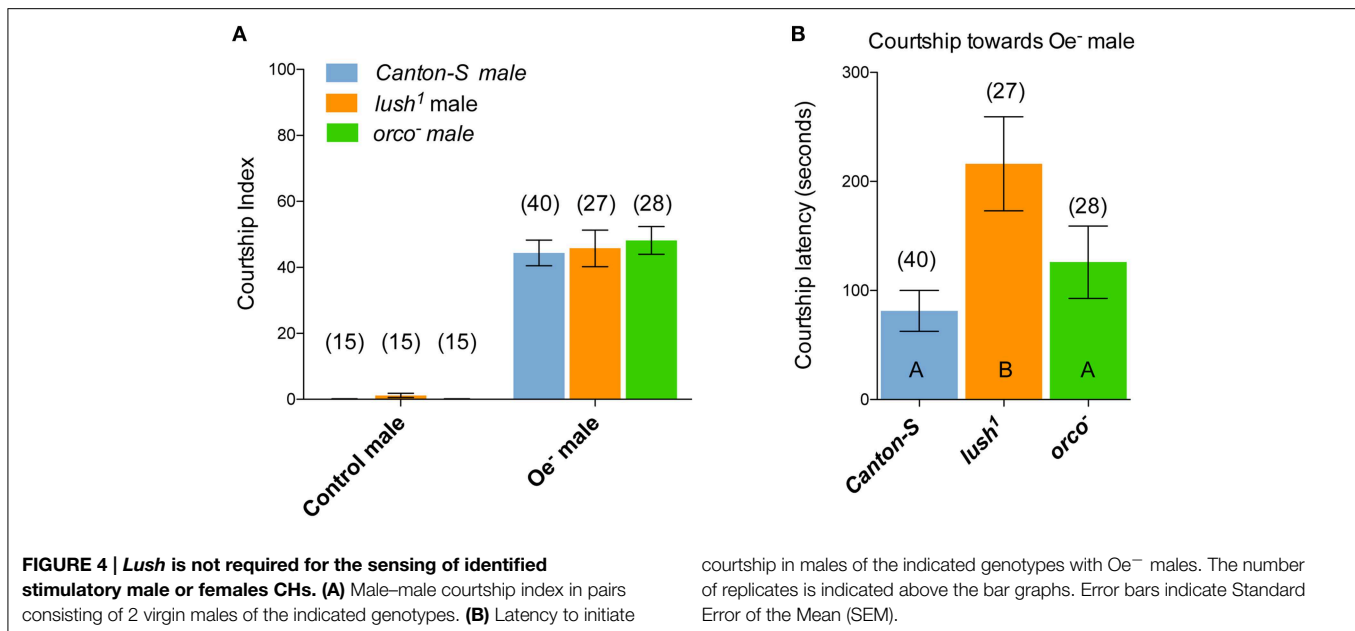 A
Canton-S male
lush¹ male
orco⁻ male
100
80
60
40
20
0
Courtship Index
(15) (15) (15)
(40) (27) (28)
Control male
Oe⁻ male
B
Courtship towards Oe⁻ male
300
200
100
0
Courtship latency (seconds)
(40)
(27)
(28)
A
B
A
Canton-S
lush¹
orco⁻
FIGURE 4 | Lush is not required for the sensing of identified
stimulatory male or females CHs. (A) Male–male courtship index in pairs
consisting of 2 virgin males of the indicated genotypes. (B) Latency to initiate
courtship in males of the indicated genotypes with Oe⁻ males. The number
of replicates is indicated above the bar graphs. Error bars indicate Standard
Error of the Mean (SEM).